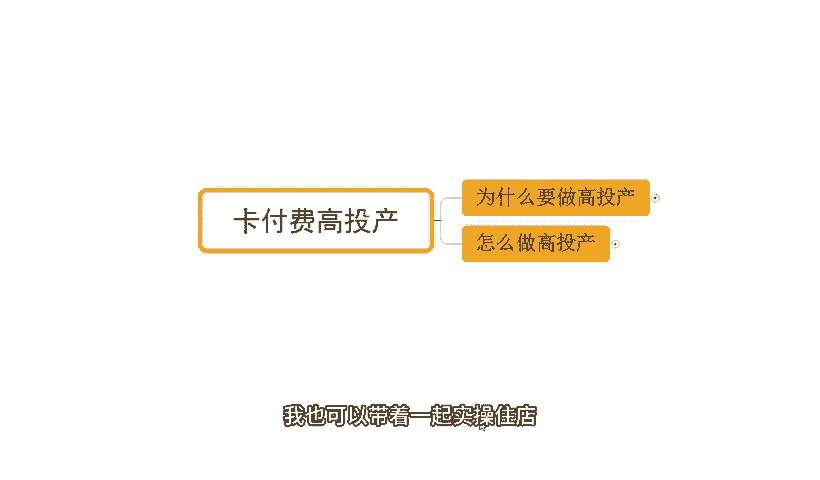 为什么要做高投产
卡付费高投产
怎么做高投产
我也可以带着一起实操住店